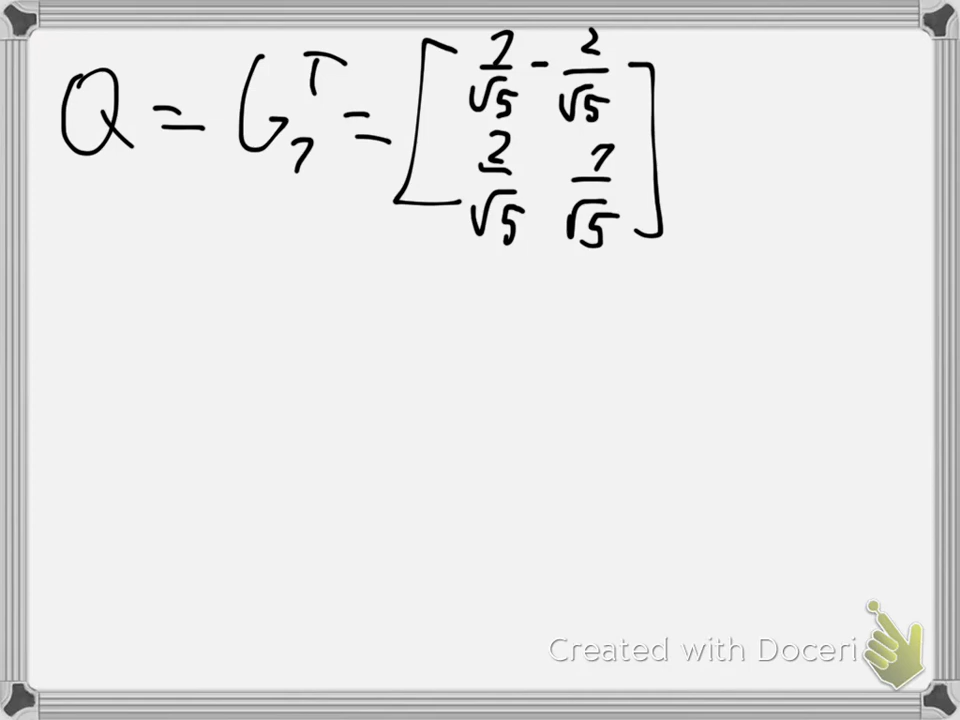 Q = G₁ᵀ = [ 1/√5 - 2/√5
2/√5 1/√5 ]
Created with Doceri